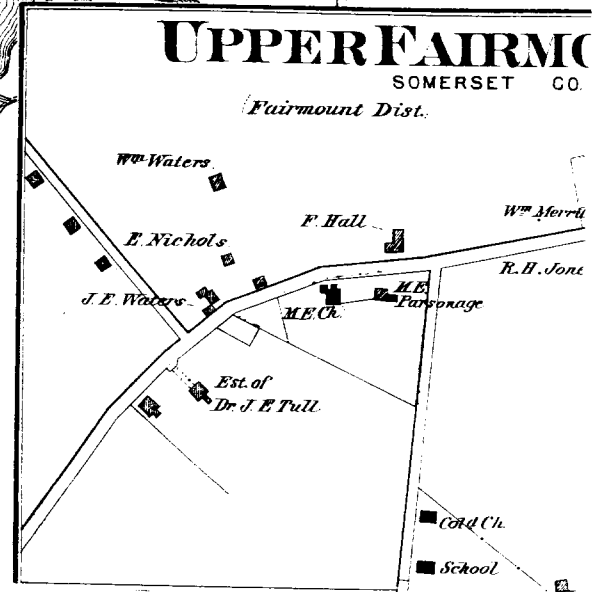 UPPER FAIRMO
SOMERSET CO.
Fairmount Dist.
Wm Waters
F. Hall
Wm Merri
E. Nichols
R. H. Jone
J. E. Waters
M.E. Ch.
M.E.
Parsonage
Est. of
Dr. J. E. Tull
Cold Ch.
School